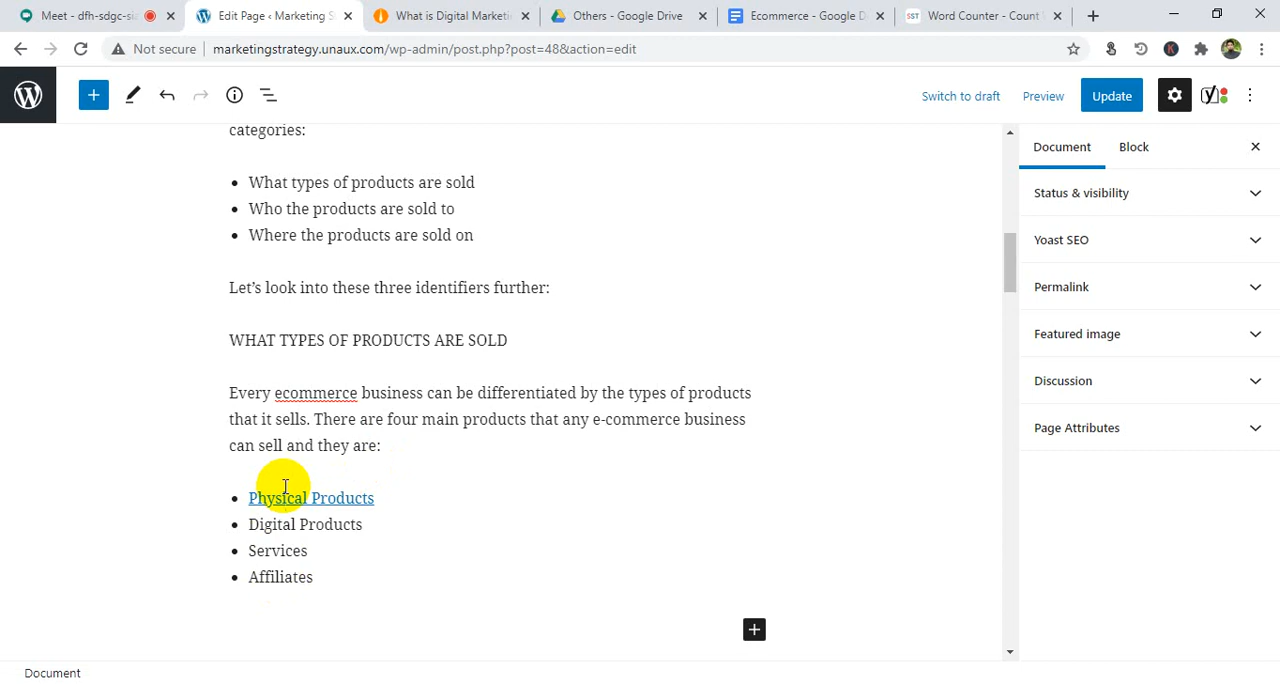 Meet - dfh-sdgc-su
Edit Page ‹ Marketing S
What is Digital Marketi
Others - Google Drive
Ecommerce - Google D
SST Word Counter - Count
Not secure marketingstrategy.unaux.com/wp-admin/post.php?post=48&action=edit
K
Switch to draft Preview Update
categories:
What types of products are sold
Who the products are sold to
Where the products are sold on
Let’s look into these three identifiers further:
WHAT TYPES OF PRODUCTS ARE SOLD
Every ecommerce business can be differentiated by the types of products
that it sells. There are four main products that any e-commerce business
can sell and they are:
Physical Products
Digital Products
Services
Affiliates
Document Block
Status & visibility
Yoast SEO
Permalink
Featured image
Discussion
Page Attributes
Document